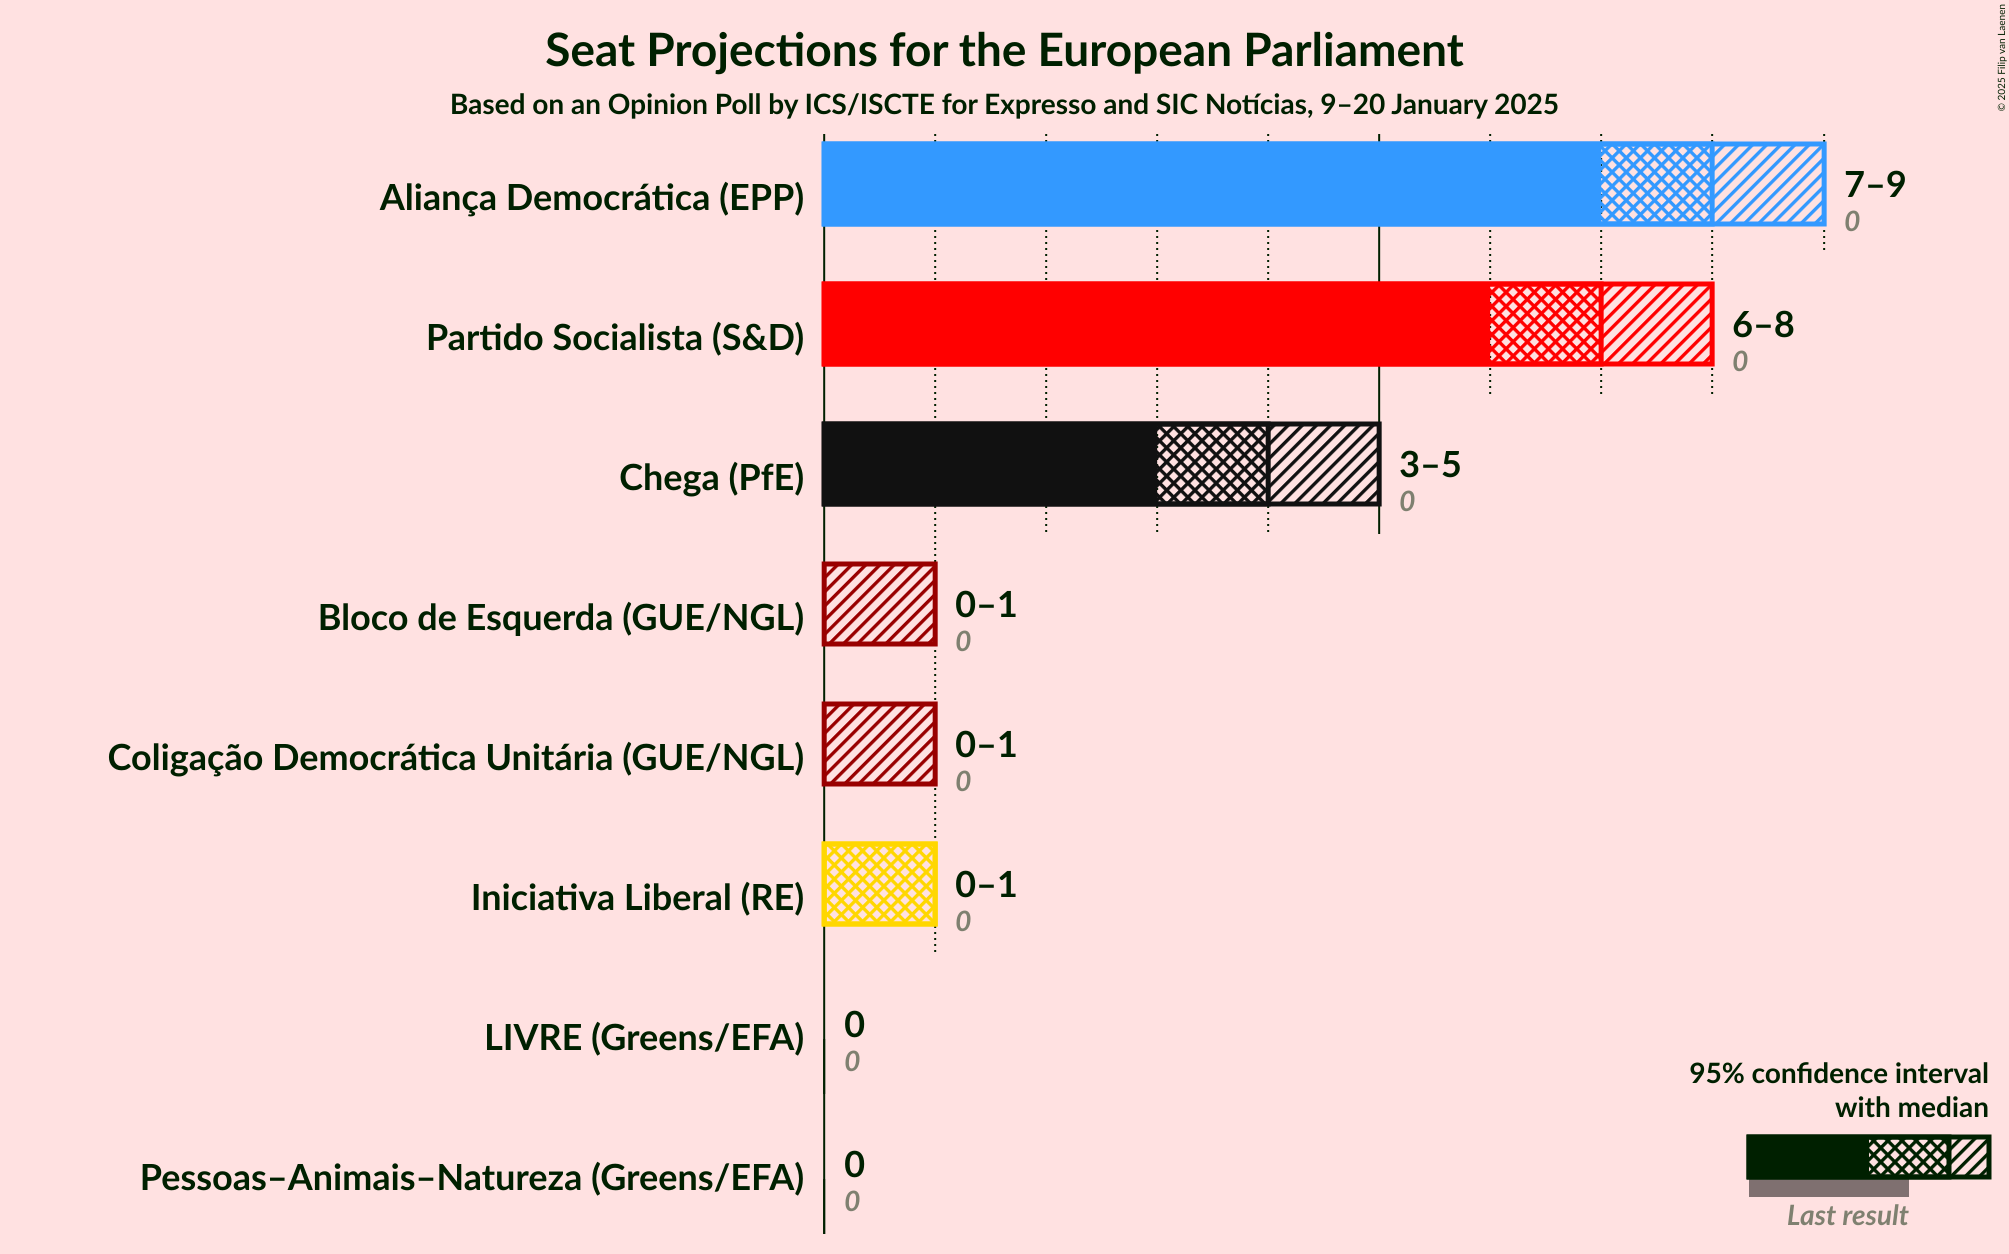 Seat Projections for the European Parliament
Based on an Opinion Poll by ICS/ISCTE for Expresso and SIC Notícias, 9–20 January 2025
© 2025 Filip van Laenen
Aliança Democrática (EPP)
7–9
0
Partido Socialista (S&D)
6–8
0
Chega (PfE)
3–5
0
Bloco de Esquerda (GUE/NGL)
0–1
0
Coligação Democrática Unitária (GUE/NGL)
0–1
0
Iniciativa Liberal (RE)
0–1
0
LIVRE (Greens/EFA)
0
0
Pessoas–Animais–Natureza (Greens/EFA)
0
0
95% confidence interval
with median
Last result